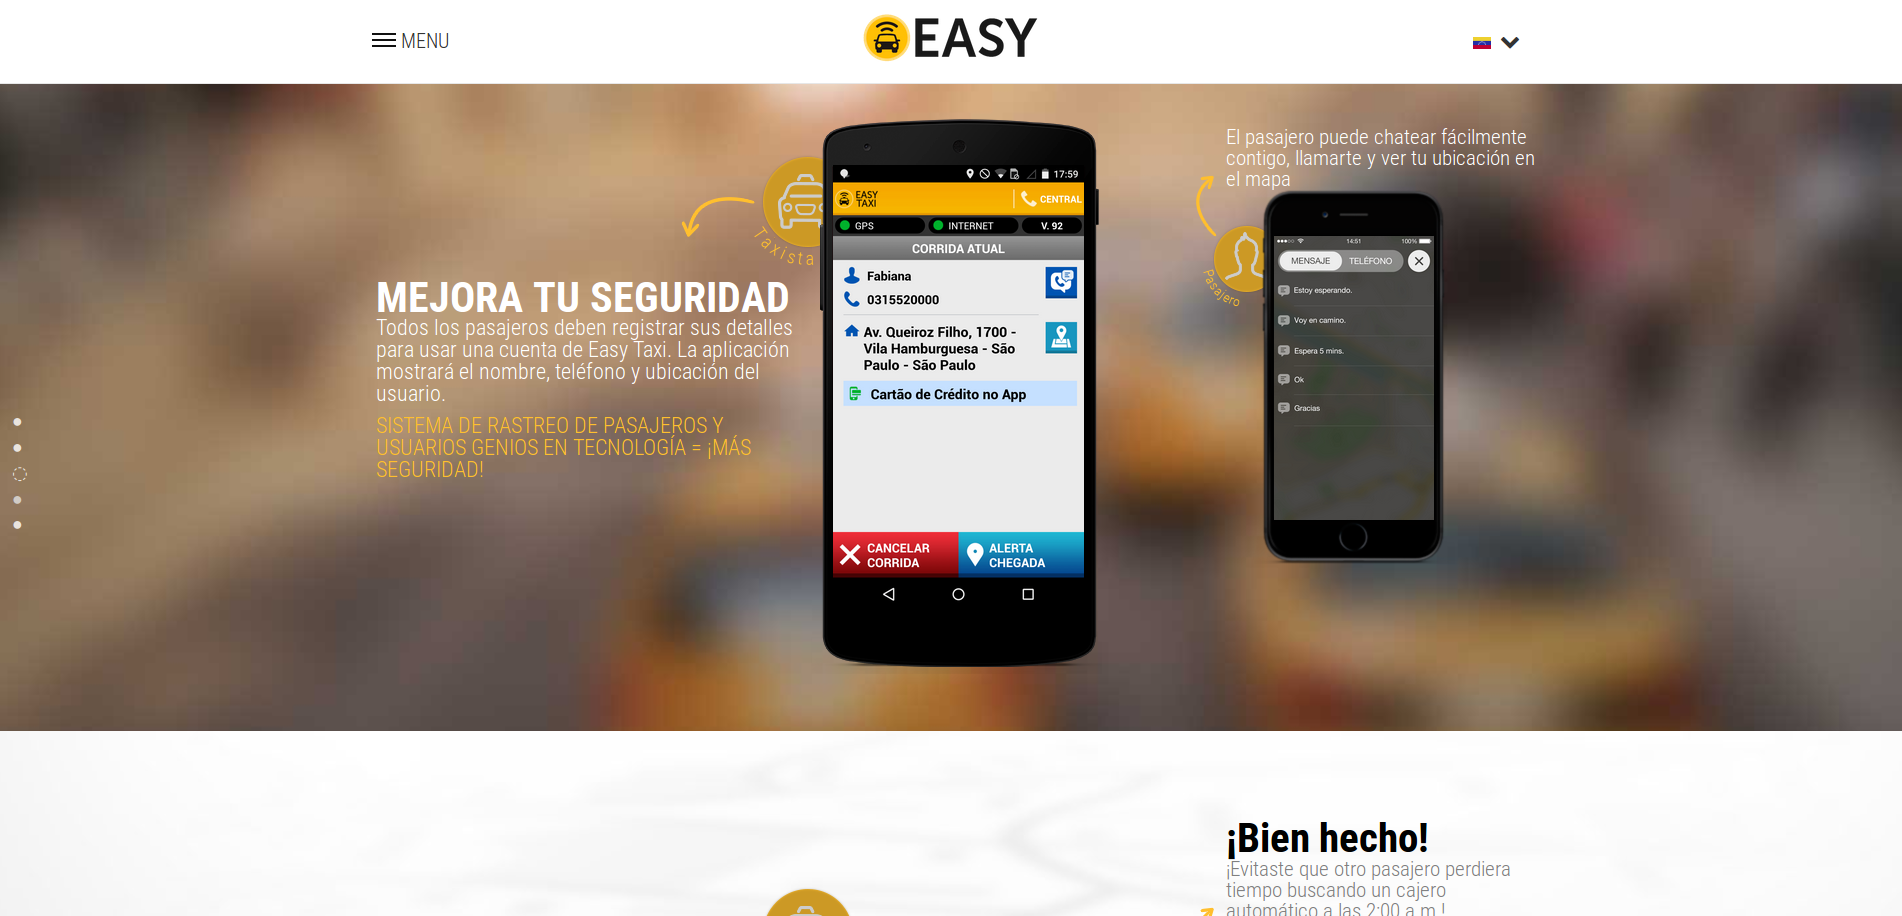 MENU
EASY
El pasajero puede chatear fácilmente
contigo, llamarte y ver tu ubicación en
el mapa
Taxista
MEJORA TU SEGURIDAD
Todos los pasajeros deben registrar sus detalles
para usar una cuenta de Easy Taxi. La aplicación
mostrará el nombre, teléfono y ubicación del
usuario.
SISTEMA DE RASTREO DE PASAJEROS Y
USUARIOS GENIOS EN TECNOLOGÍA = ¡MÁS
SEGURIDAD!
17:59
EASY
TAXI
CENTRAL
GPS
INTERNET
V. 92
CORRIDA ATUAL
Fabiana
0315520000
Av. Queiroz Filho, 1700 -
Vila Hamburguesa - São
Paulo - São Paulo
Cartão de Crédito no App
CANCELAR
CORRIDA
ALERTA
CHEGADA
Pasajero
14:51
100%
MENSAJE
TELÉFONO
Estoy esperando.
Voy en camino.
Espera 5 mins.
Ok
Gracias
¡Bien hecho!
¡Evitaste que otro pasajero perdiera
tiempo buscando un cajero
automático a las 2:00 a.m.!